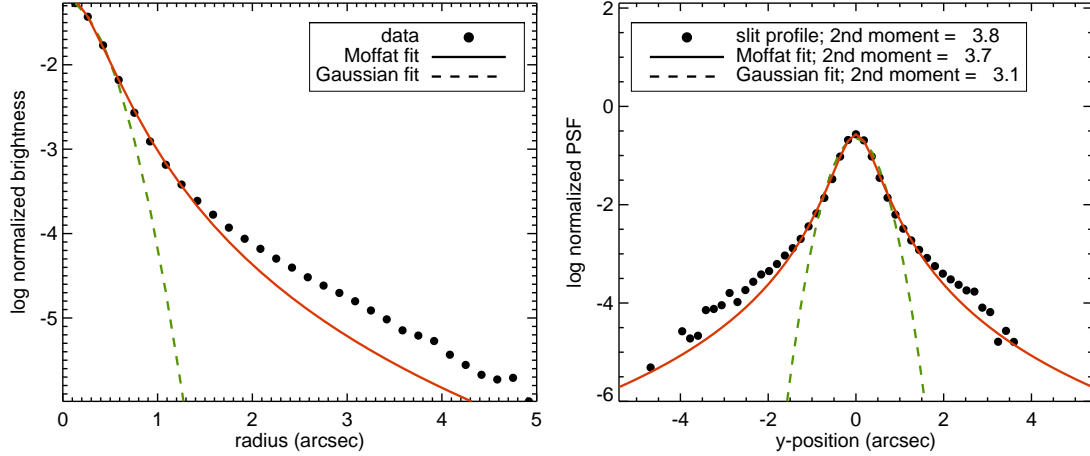 data
Moffat fit
Gaussian fit
-2
-3
-4
-5
0 1 2 3 4 5
radius (arcsec)
log normalized brightness
slit profile; 2nd moment = 3.8
Moffat fit; 2nd moment = 3.7
Gaussian fit; 2nd moment = 3.1
2
0
-2
-4
-6
-4 -2 0 2 4
y-position (arcsec)
log normalized PSF